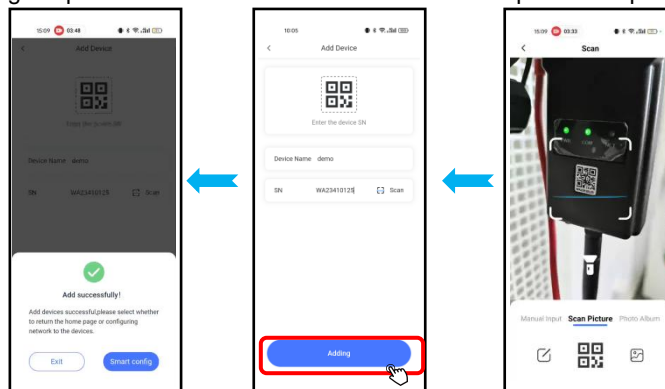 15:09 03:48
Add Device
Enter the device SN
Device Name demo
SN WA23410125 Scan
Add successfully!
Add devices successful,please select whether
to return the home page or configuring
network to the devices.
Exit Smart config
10:05
Add Device
Enter the device SN
Device Name demo
SN WA23410125 Scan
Adding
15:09 03:33
Scan
COM
Manual Input Scan Picture Photo Album